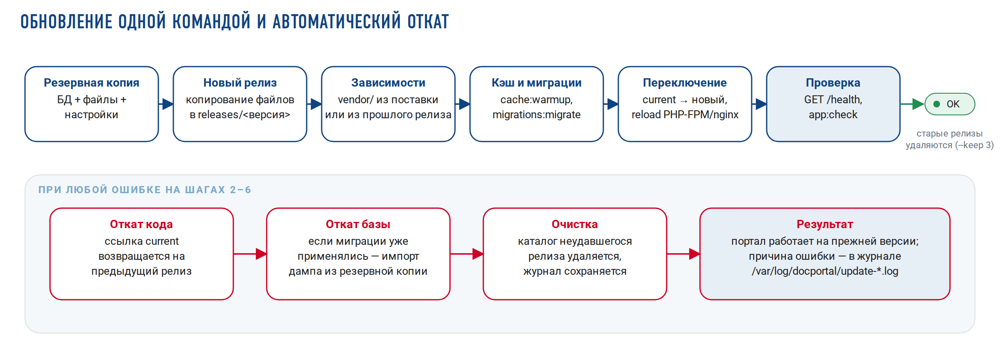 ОБНОВЛЕНИЕ ОДНОЙ КОМАНДОЙ И АВТОМАТИЧЕСКИЙ ОТКАТ
Резервная копия
БД + файлы +
настройки
Новый релиз
копирование файлов
в releases/<версия>
Зависимости
vendor/ из поставки
или из прошлого релиза
Кэш и миграции
cache:warmup,
migrations:migrate
Переключение
current → новый,
reload PHP-FPM/nginx
Проверка
GET /health,
app:check
OK
старые релизы
удаляются (--keep 3)
ПРИ ЛЮБОЙ ОШИБКЕ НА ШАГАХ 2–6
Откат кода
ссылка current
возвращается на
предыдущий релиз
Откат базы
если миграции уже
применялись — импорт
дампа из резервной копии
Очистка
каталог неудавшегося
релиза удаляется,
журнал сохраняется
Результат
портал работает на прежней версии;
причина ошибки — в журнале
/var/log/docportal/update-*.log